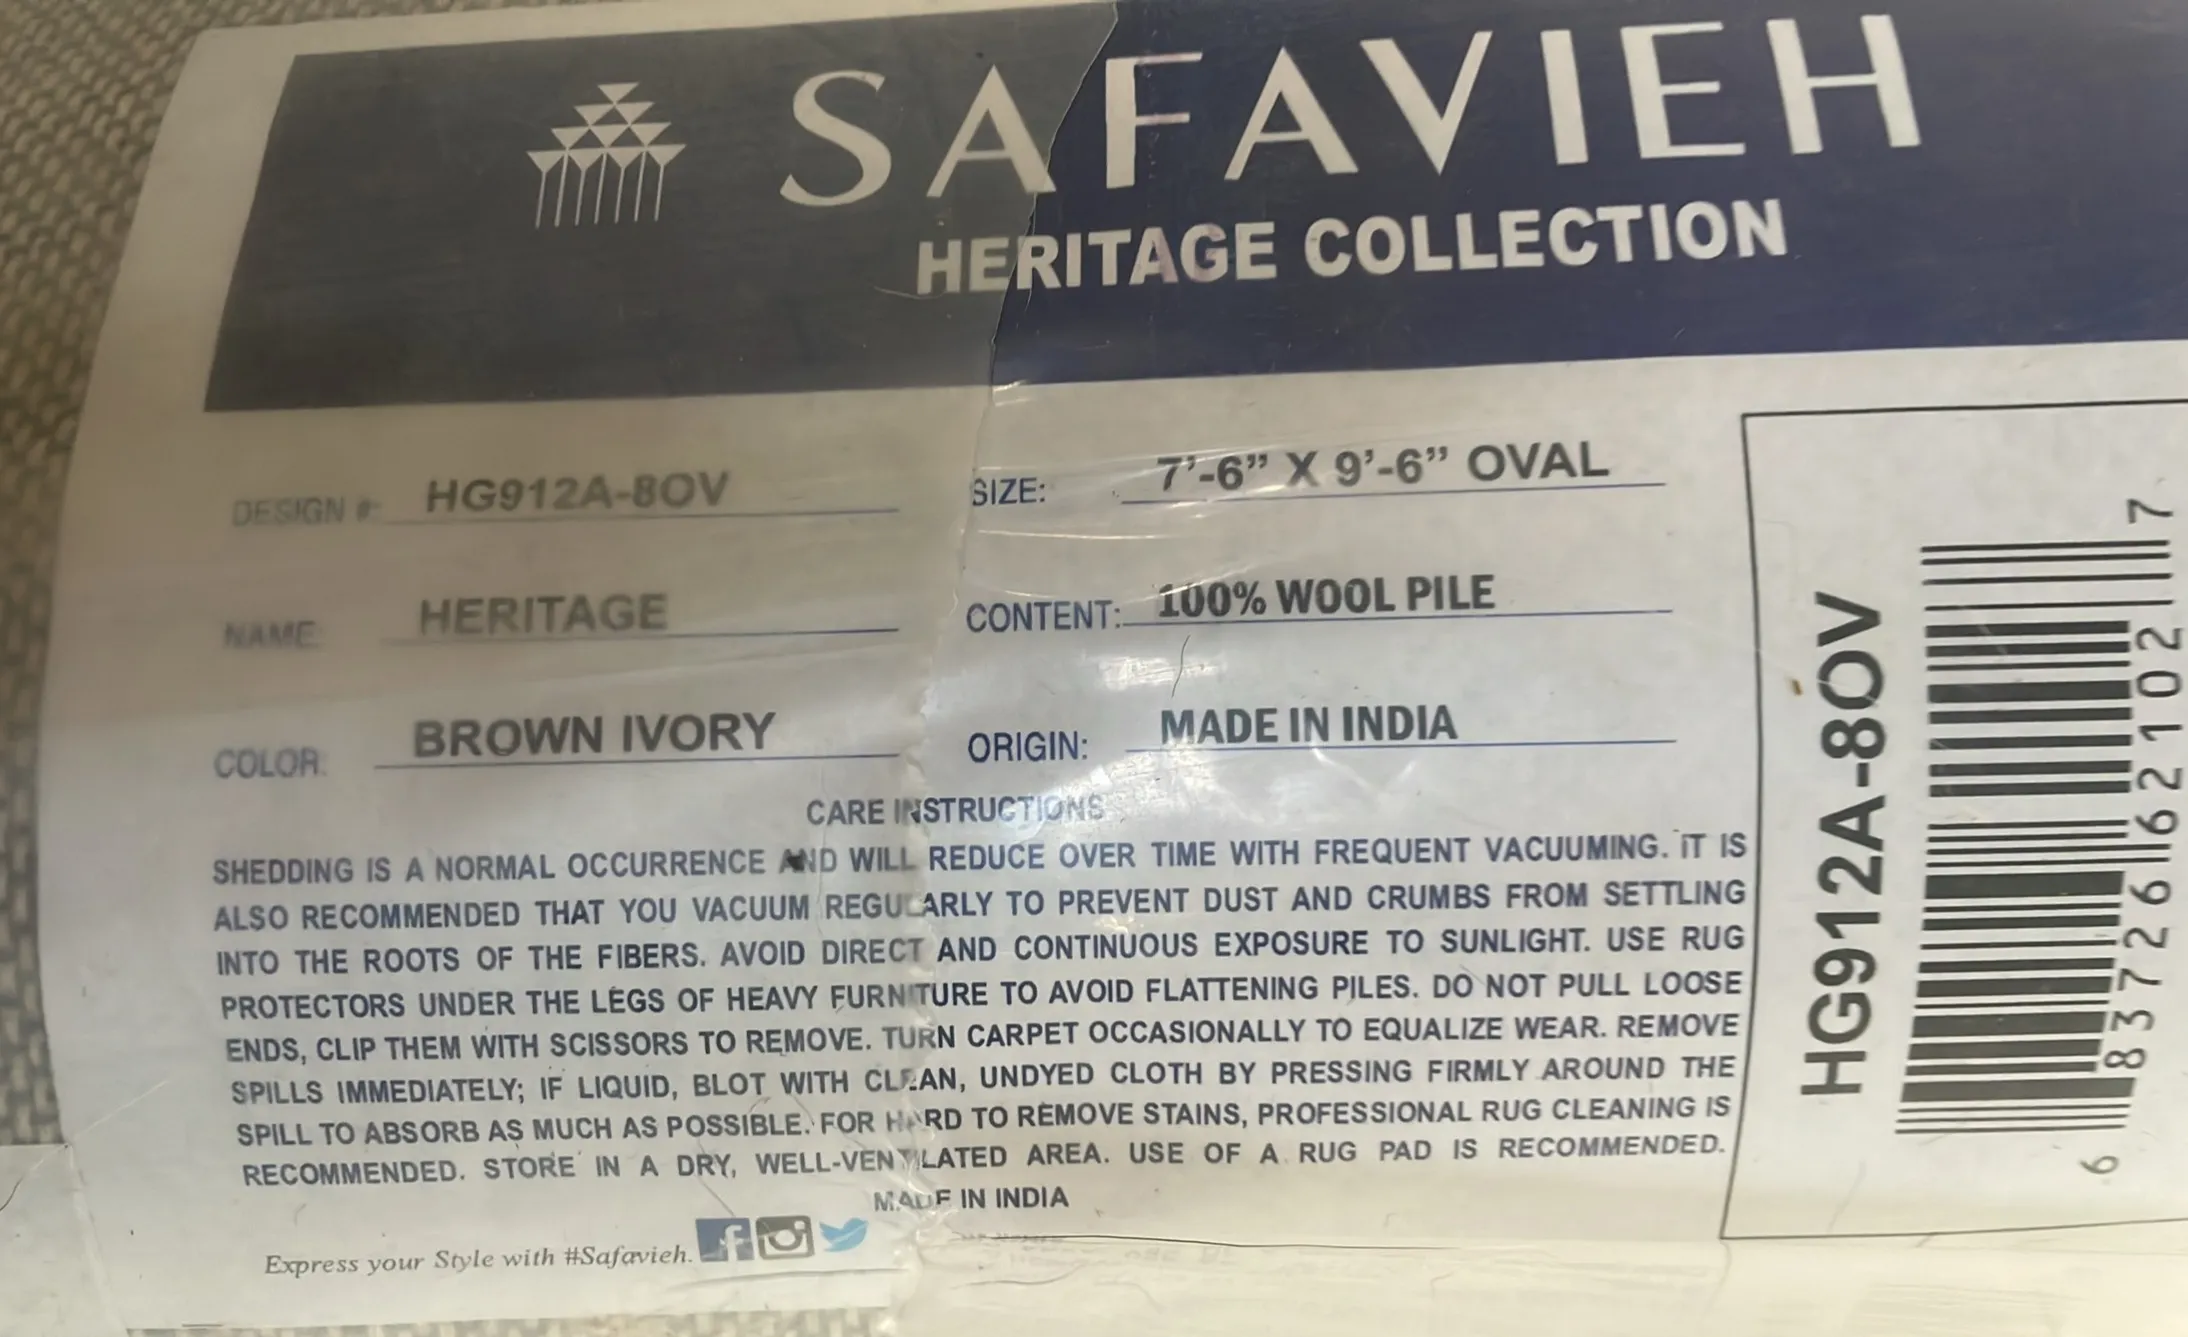 SAFAVIEH
HERITAGE COLLECTION
DESIGN #: HG912A-8OV
SIZE: 7'-6” X 9'-6” OVAL
NAME: HERITAGE
CONTENT: 100% WOOL PILE
COLOR: BROWN IVORY
ORIGIN: MADE IN INDIA
CARE INSTRUCTIONS
SHEDDING IS A NORMAL OCCURRENCE AND WILL REDUCE OVER TIME WITH FREQUENT VACUUMING. IT IS
ALSO RECOMMENDED THAT YOU VACUUM REGULARLY TO PREVENT DUST AND CRUMBS FROM SETTLING
INTO THE ROOTS OF THE FIBERS. AVOID DIRECT AND CONTINUOUS EXPOSURE TO SUNLIGHT. USE RUG
PROTECTORS UNDER THE LEGS OF HEAVY FURNITURE TO AVOID FLATTENING PILES. DO NOT PULL LOOSE
ENDS, CLIP THEM WITH SCISSORS TO REMOVE. TURN CARPET OCCASIONALLY TO EQUALIZE WEAR. REMOVE
SPILLS IMMEDIATELY; IF LIQUID, BLOT WITH CLEAN, UNDYED CLOTH BY PRESSING FIRMLY AROUND THE
SPILL TO ABSORB AS MUCH AS POSSIBLE. FOR HARD TO REMOVE STAINS, PROFESSIONAL RUG CLEANING IS
RECOMMENDED. STORE IN A DRY, WELL-VENTILATED AREA. USE OF A RUG PAD IS RECOMMENDED.
MADE IN INDIA
Express your Style with #Safavieh.
HG912A-8OV
6 83726 62102 7